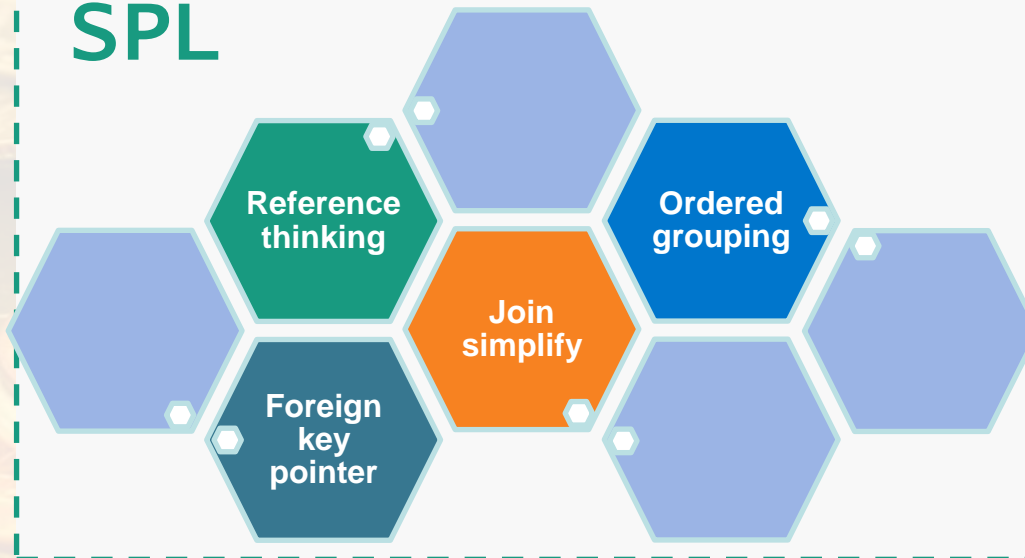 SPL
Reference
thinking
Ordered
grouping
Join
simplify
Foreign
key
pointer